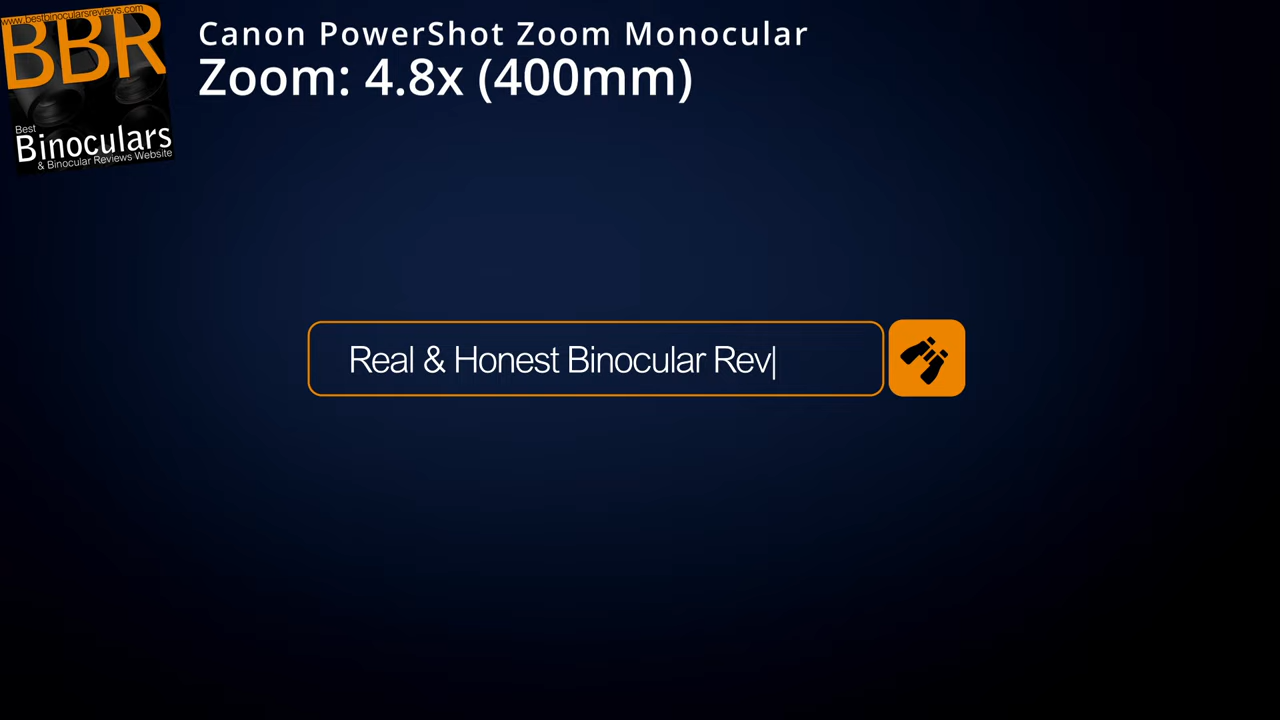 www.bestbinocularsreviews.com
BBR
Best
Binoculars
& Binocular Reviews Website
Canon PowerShot Zoom Monocular
Zoom: 4.8x (400mm)
Real & Honest Binocular Rev|